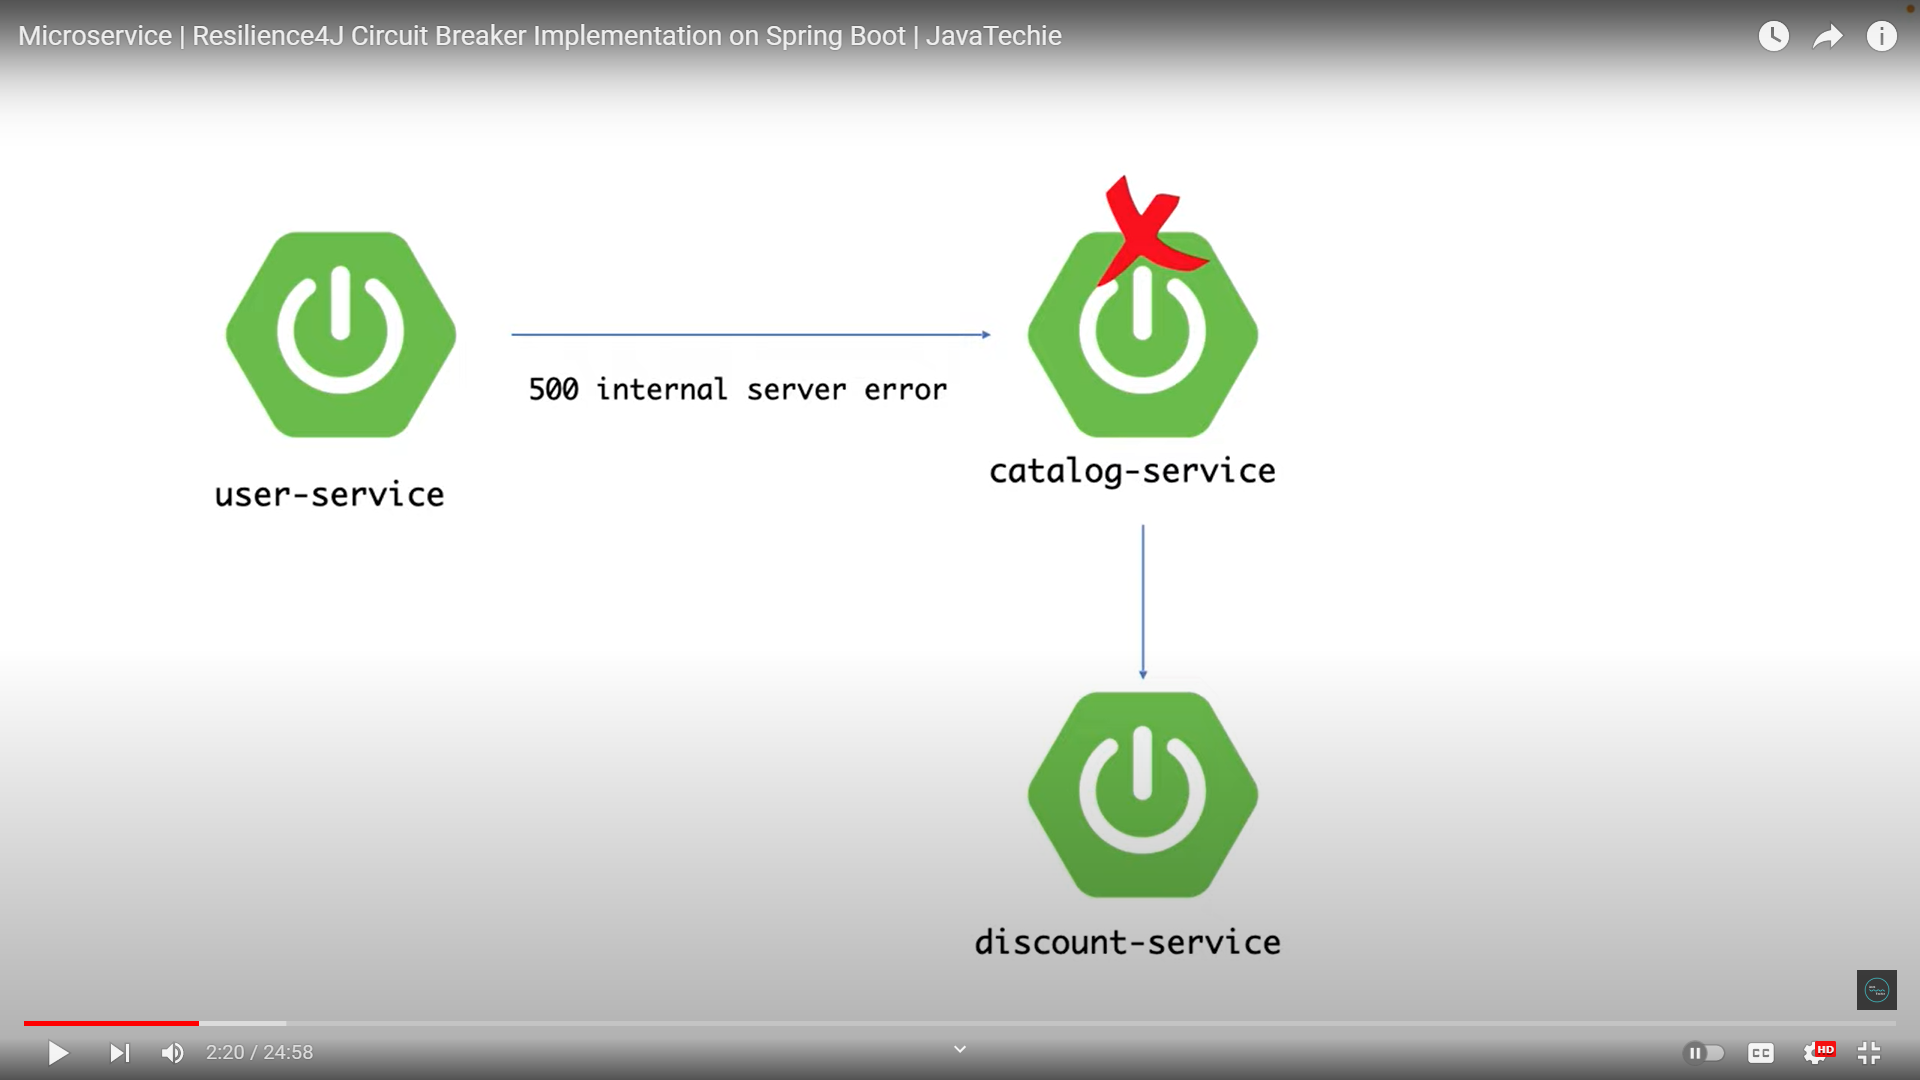 Microservice | Resilience4J Circuit Breaker Implementation on Spring Boot | JavaTechie
500 internal server error
user-service
catalog-service
discount-service
2:20 / 24:58
CC
HD